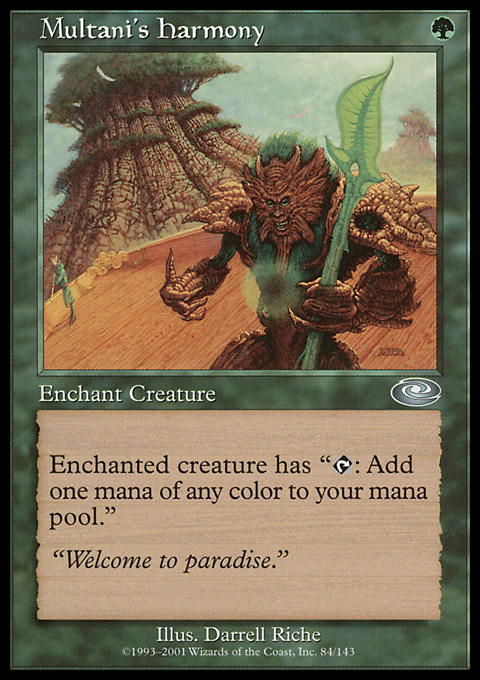 Multani's Harmony
Enchant Creature
Enchanted creature has “: Add
one mana of any color to your mana
pool.”
“Welcome to paradise.”
Illus. Darrell Riche
©1993–2001 Wizards of the Coast, Inc. 84/143